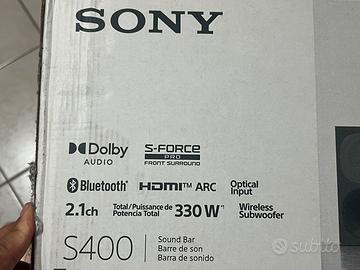 SONY
Dolby
AUDIO
S-FORCE
PRO
FRONT SURROUND
Bluetooth®
HDMI™ ARC
Optical
Input
2.1ch
Total/Puissance de
Potencia Total
330 W
Wireless
Subwoofer
S400
Sound Bar
Barre de son
Barra de sonido
subito